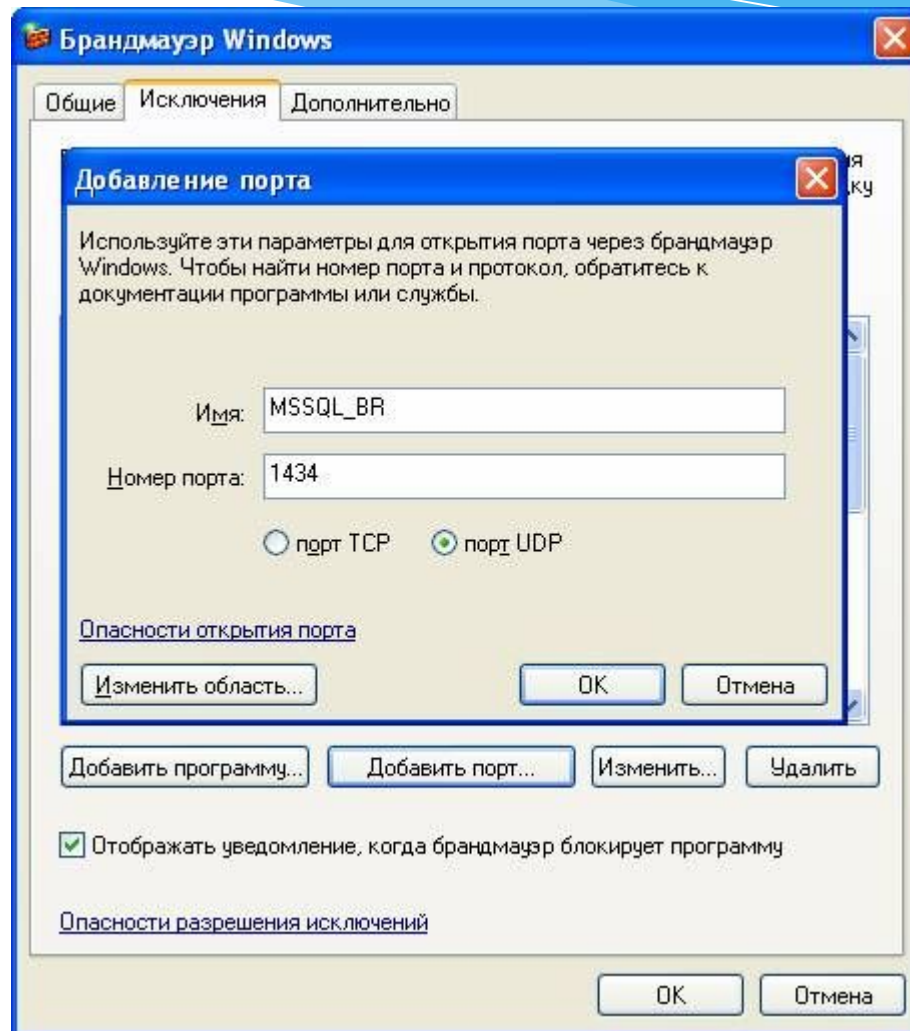 Брандмауэр Windows
Общие Исключения Дополнительно
Добавление порта
Используйте эти параметры для открытия порта через брандмауэр
Windows. Чтобы найти номер порта и протокол, обратитесь к
документации программы или службы.
Имя: MSSQL_BR
Номер порта: 1434
порт TCP порт UDP
Опасности открытия порта
Изменить область... OK Отмена
Добавить программу... Добавить порт... Изменить... Удалить
Отображать уведомление, когда брандмауэр блокирует программу
Опасности разрешения исключений
OK Отмена